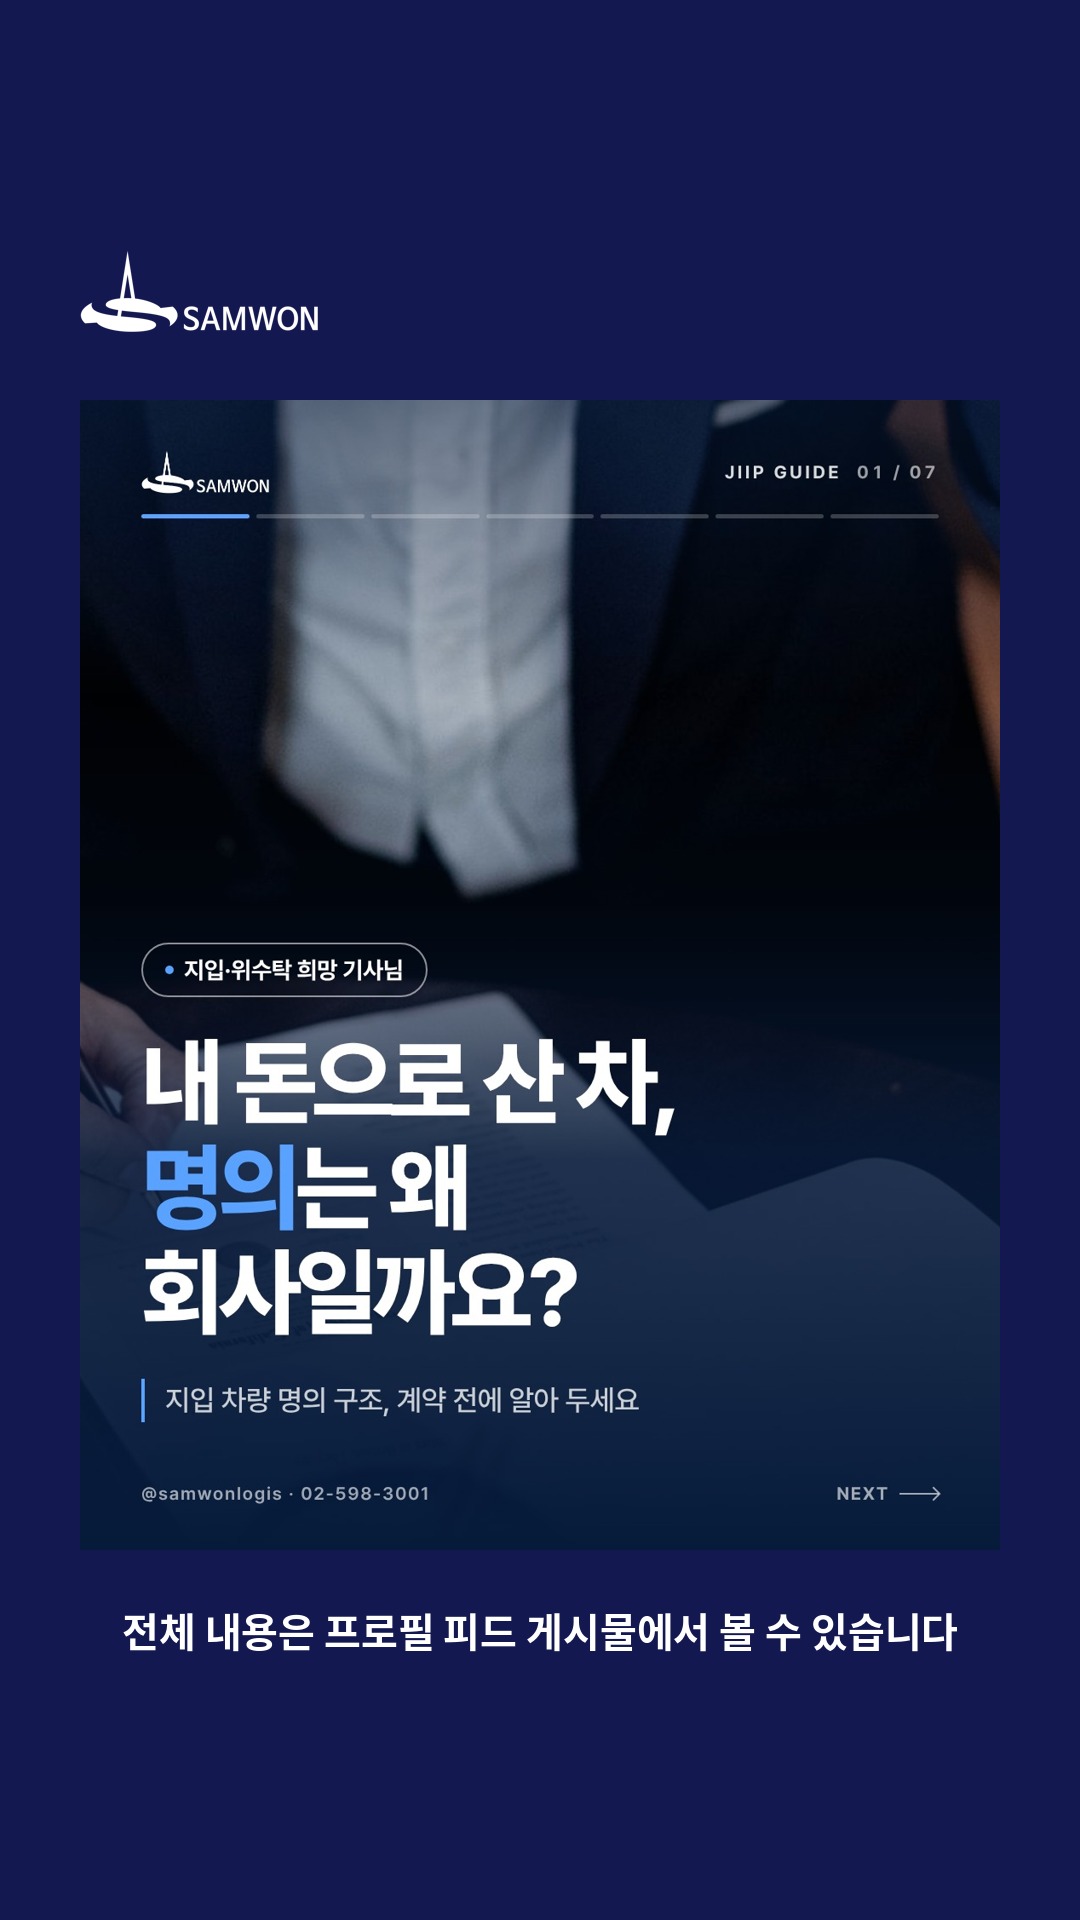 SAMWON
SAMWON
JIIP GUIDE 01 / 07
지입·위수탁 희망 기사님
내 돈으로 산 차,
명의는 왜
회사일까요?
지입 차량 명의 구조, 계약 전에 알아 두세요
@samwonlogis · 02-598-3001
NEXT
전체 내용은 프로필 피드 게시물에서 볼 수 있습니다